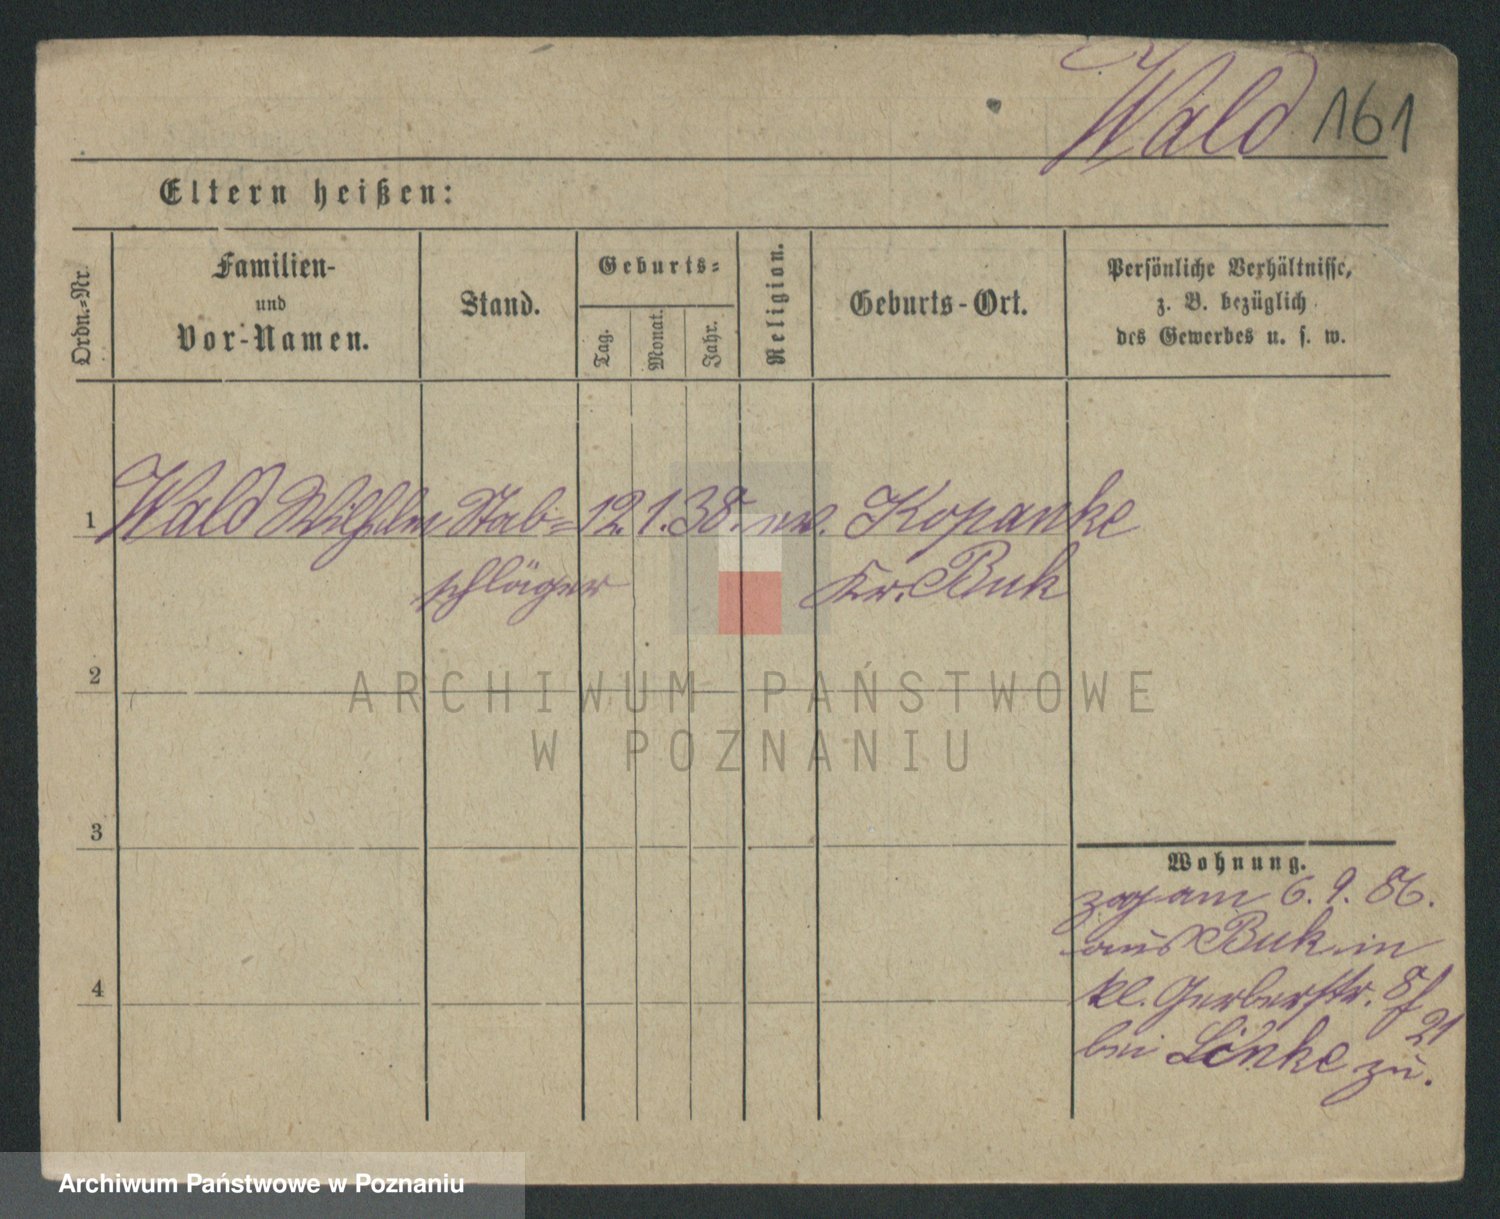 Wald 161
Eltern heißen:
Ordn.=Nr.
Familien-
und
Vor-Namen.
Stand.
Geburts=
Tag.
Monat.
Jahr.
Religion.
Geburts-Ort.
Persönliche Verhältnisse,
z. B. bezüglich
des Gewerbes u. s. w.
1 Wald Wilhelm Stab= 12. 1. 38. ev. Kopanke
schläger Kr. Buk
2
ARCHIWUM PAŃSTWOWE
W POZNANIU
3
Wohnung.
zog am 6. 9. 86.
aus Buk in
4
kl. Gerberstr. 8/
21
bei Linke zu.
Archiwum Państwowe w Poznaniu